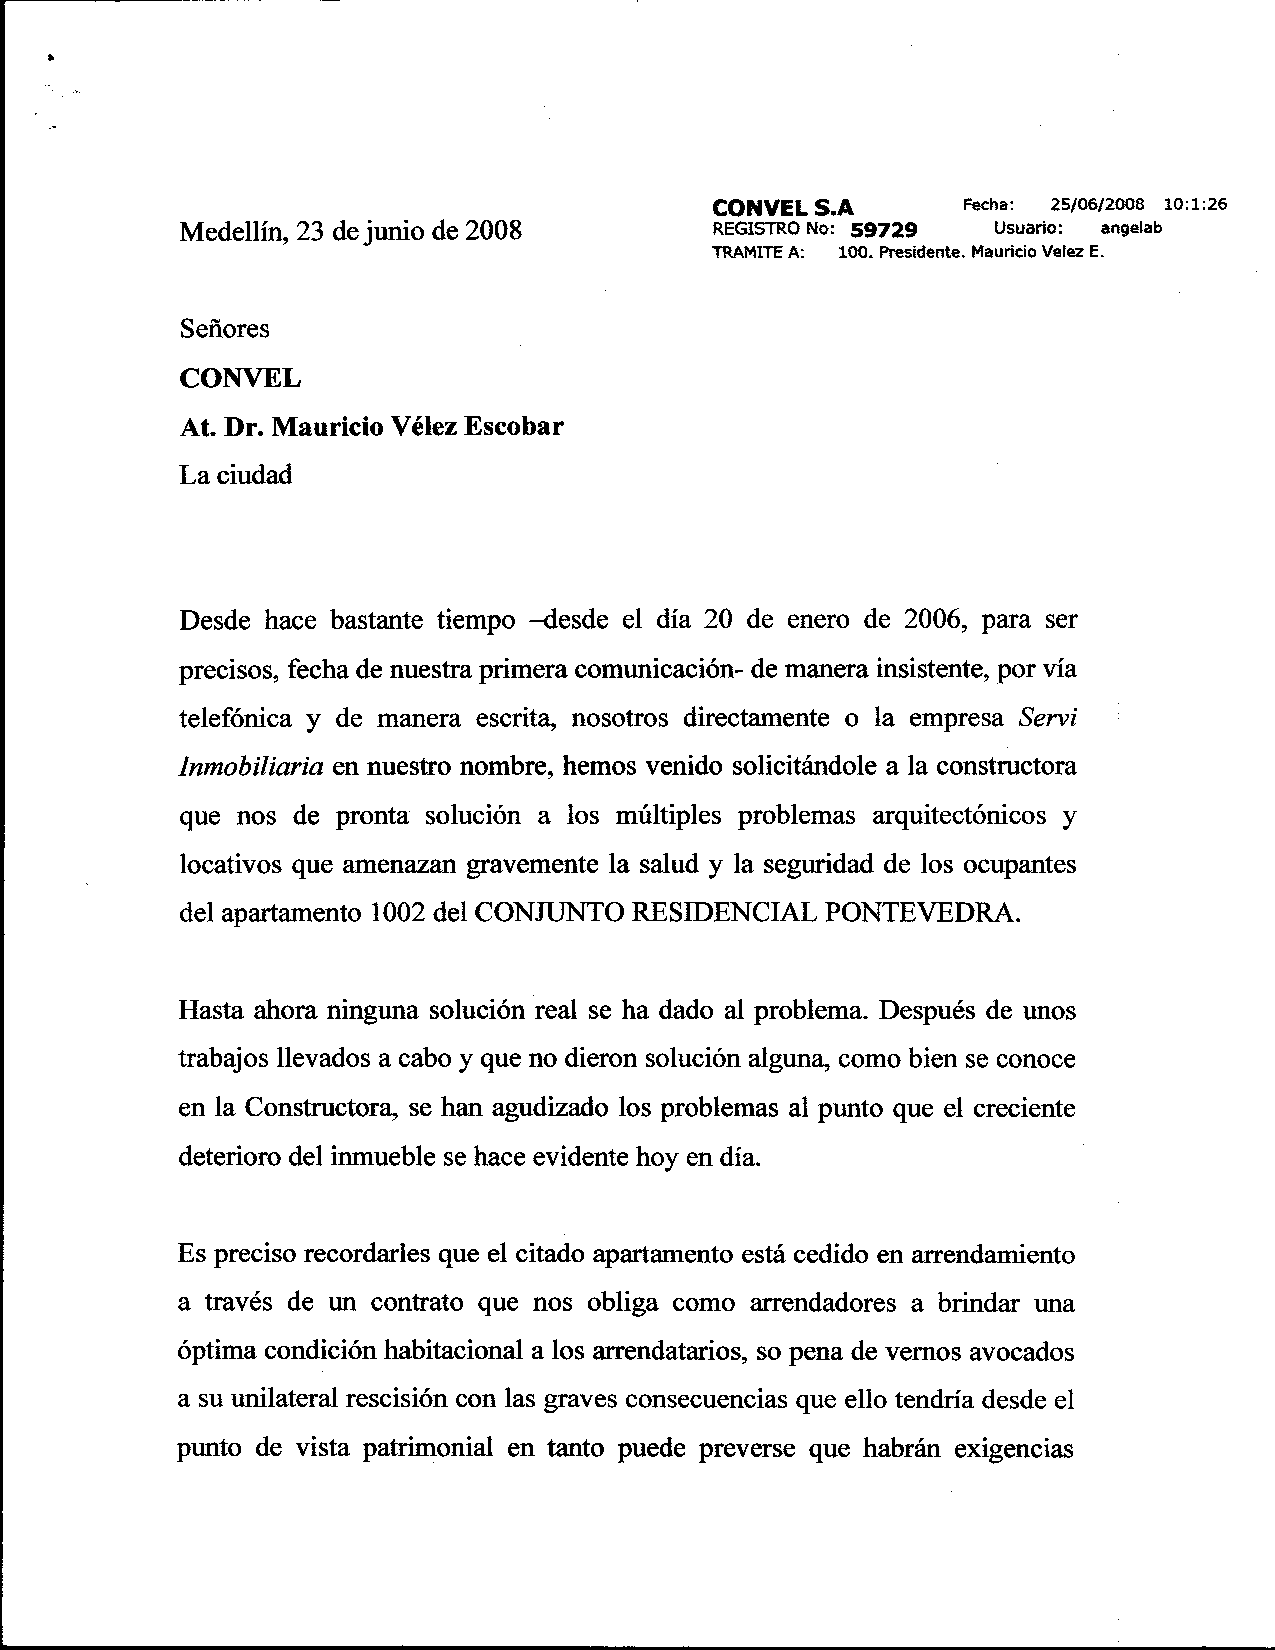 CONVEL S.A Fecha: 25/06/2008 10:1:26
Medellín, 23 de junio de 2008
REGISTRO No: 59729 Usuario: angelab
TRAMITE A: 100. Presidente. Mauricio Velez E.
Señores
CONVEL
At. Dr. Mauricio Vélez Escobar
La ciudad
Desde hace bastante tiempo –desde el día 20 de enero de 2006, para ser
precisos, fecha de nuestra primera comunicación- de manera insistente, por vía
telefónica y de manera escrita, nosotros directamente o la empresa Servi
Inmobiliaria en nuestro nombre, hemos venido solicitándole a la constructora
que nos de pronta solución a los múltiples problemas arquitectónicos y
locativos que amenazan gravemente la salud y la seguridad de los ocupantes
del apartamento 1002 del CONJUNTO RESIDENCIAL PONTEVEDRA.
Hasta ahora ninguna solución real se ha dado al problema. Después de unos
trabajos llevados a cabo y que no dieron solución alguna, como bien se conoce
en la Constructora, se han agudizado los problemas al punto que el creciente
deterioro del inmueble se hace evidente hoy en día.
Es preciso recordarles que el citado apartamento está cedido en arrendamiento
a través de un contrato que nos obliga como arrendadores a brindar una
óptima condición habitacional a los arrendatarios, so pena de vernos avocados
a su unilateral rescisión con las graves consecuencias que ello tendría desde el
punto de vista patrimonial en tanto puede preverse que habrán exigencias